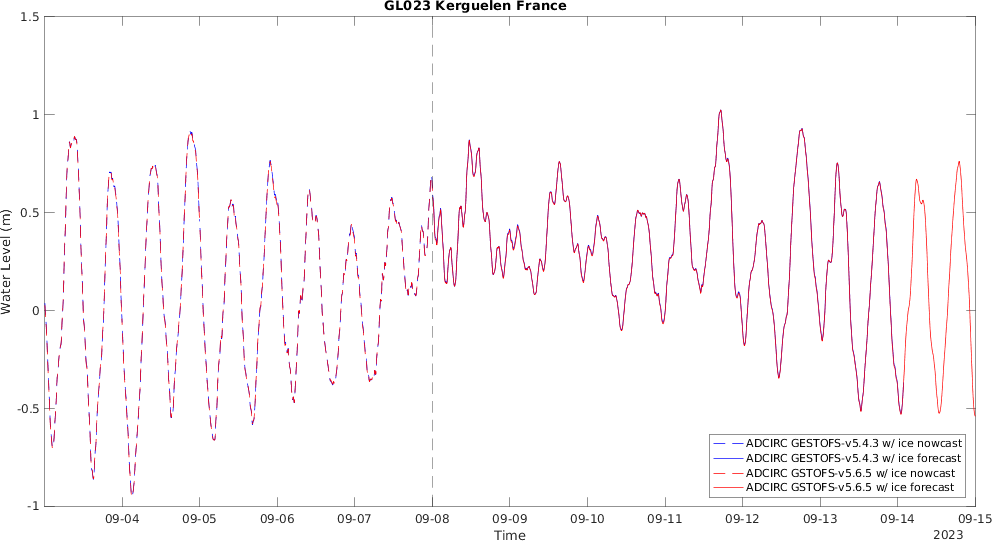 GL023 Kerguelen France
1.5
1
0.5
0
-0.5
-1
Water Level (m)
09-04
09-05
09-06
09-07
09-08
09-09
09-10
09-11
09-12
09-13
09-14
09-15
2023
Time
ADCIRC GESTOFS-v5.4.3 w/ ice nowcast
ADCIRC GESTOFS-v5.4.3 w/ ice forecast
ADCIRC GSTOFS-v5.6.5 w/ ice nowcast
ADCIRC GSTOFS-v5.6.5 w/ ice forecast